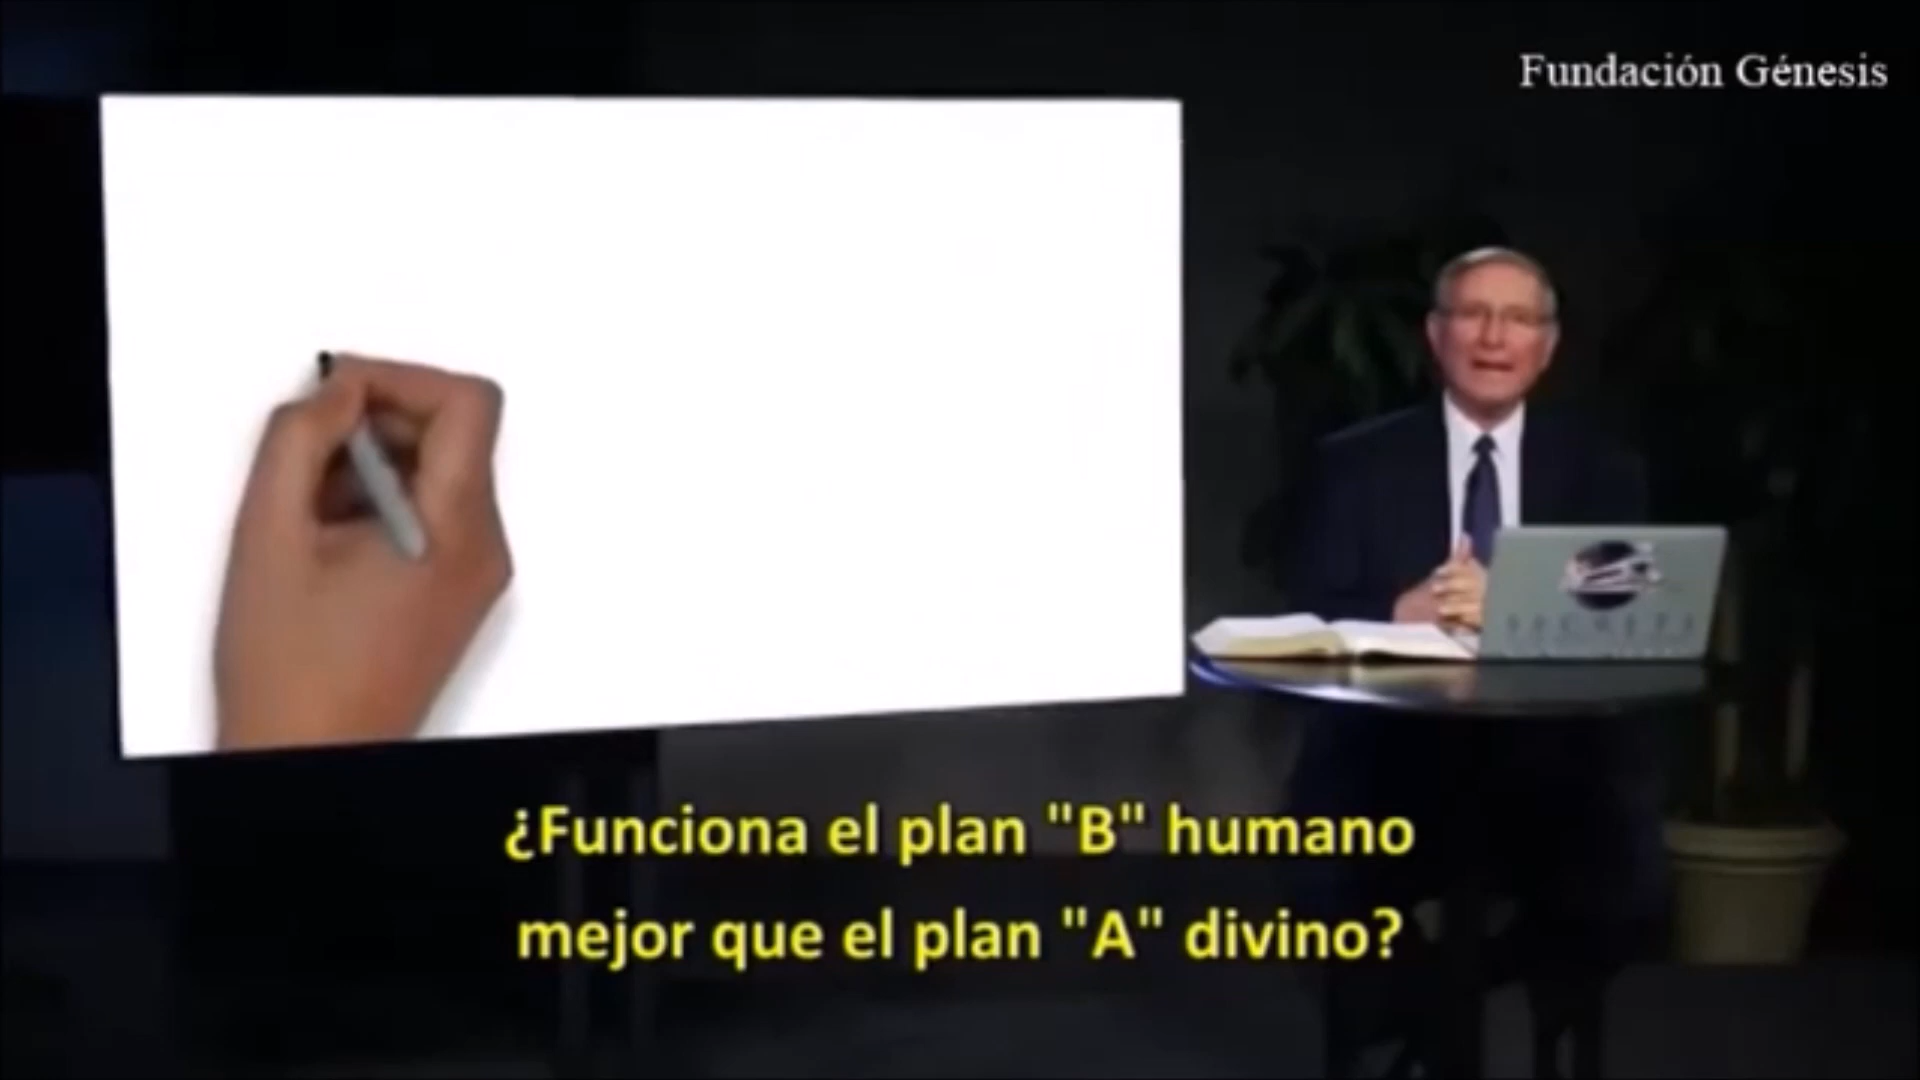 Fundación Génesis
¿Funciona el plan "B" humano
mejor que el plan "A" divino?